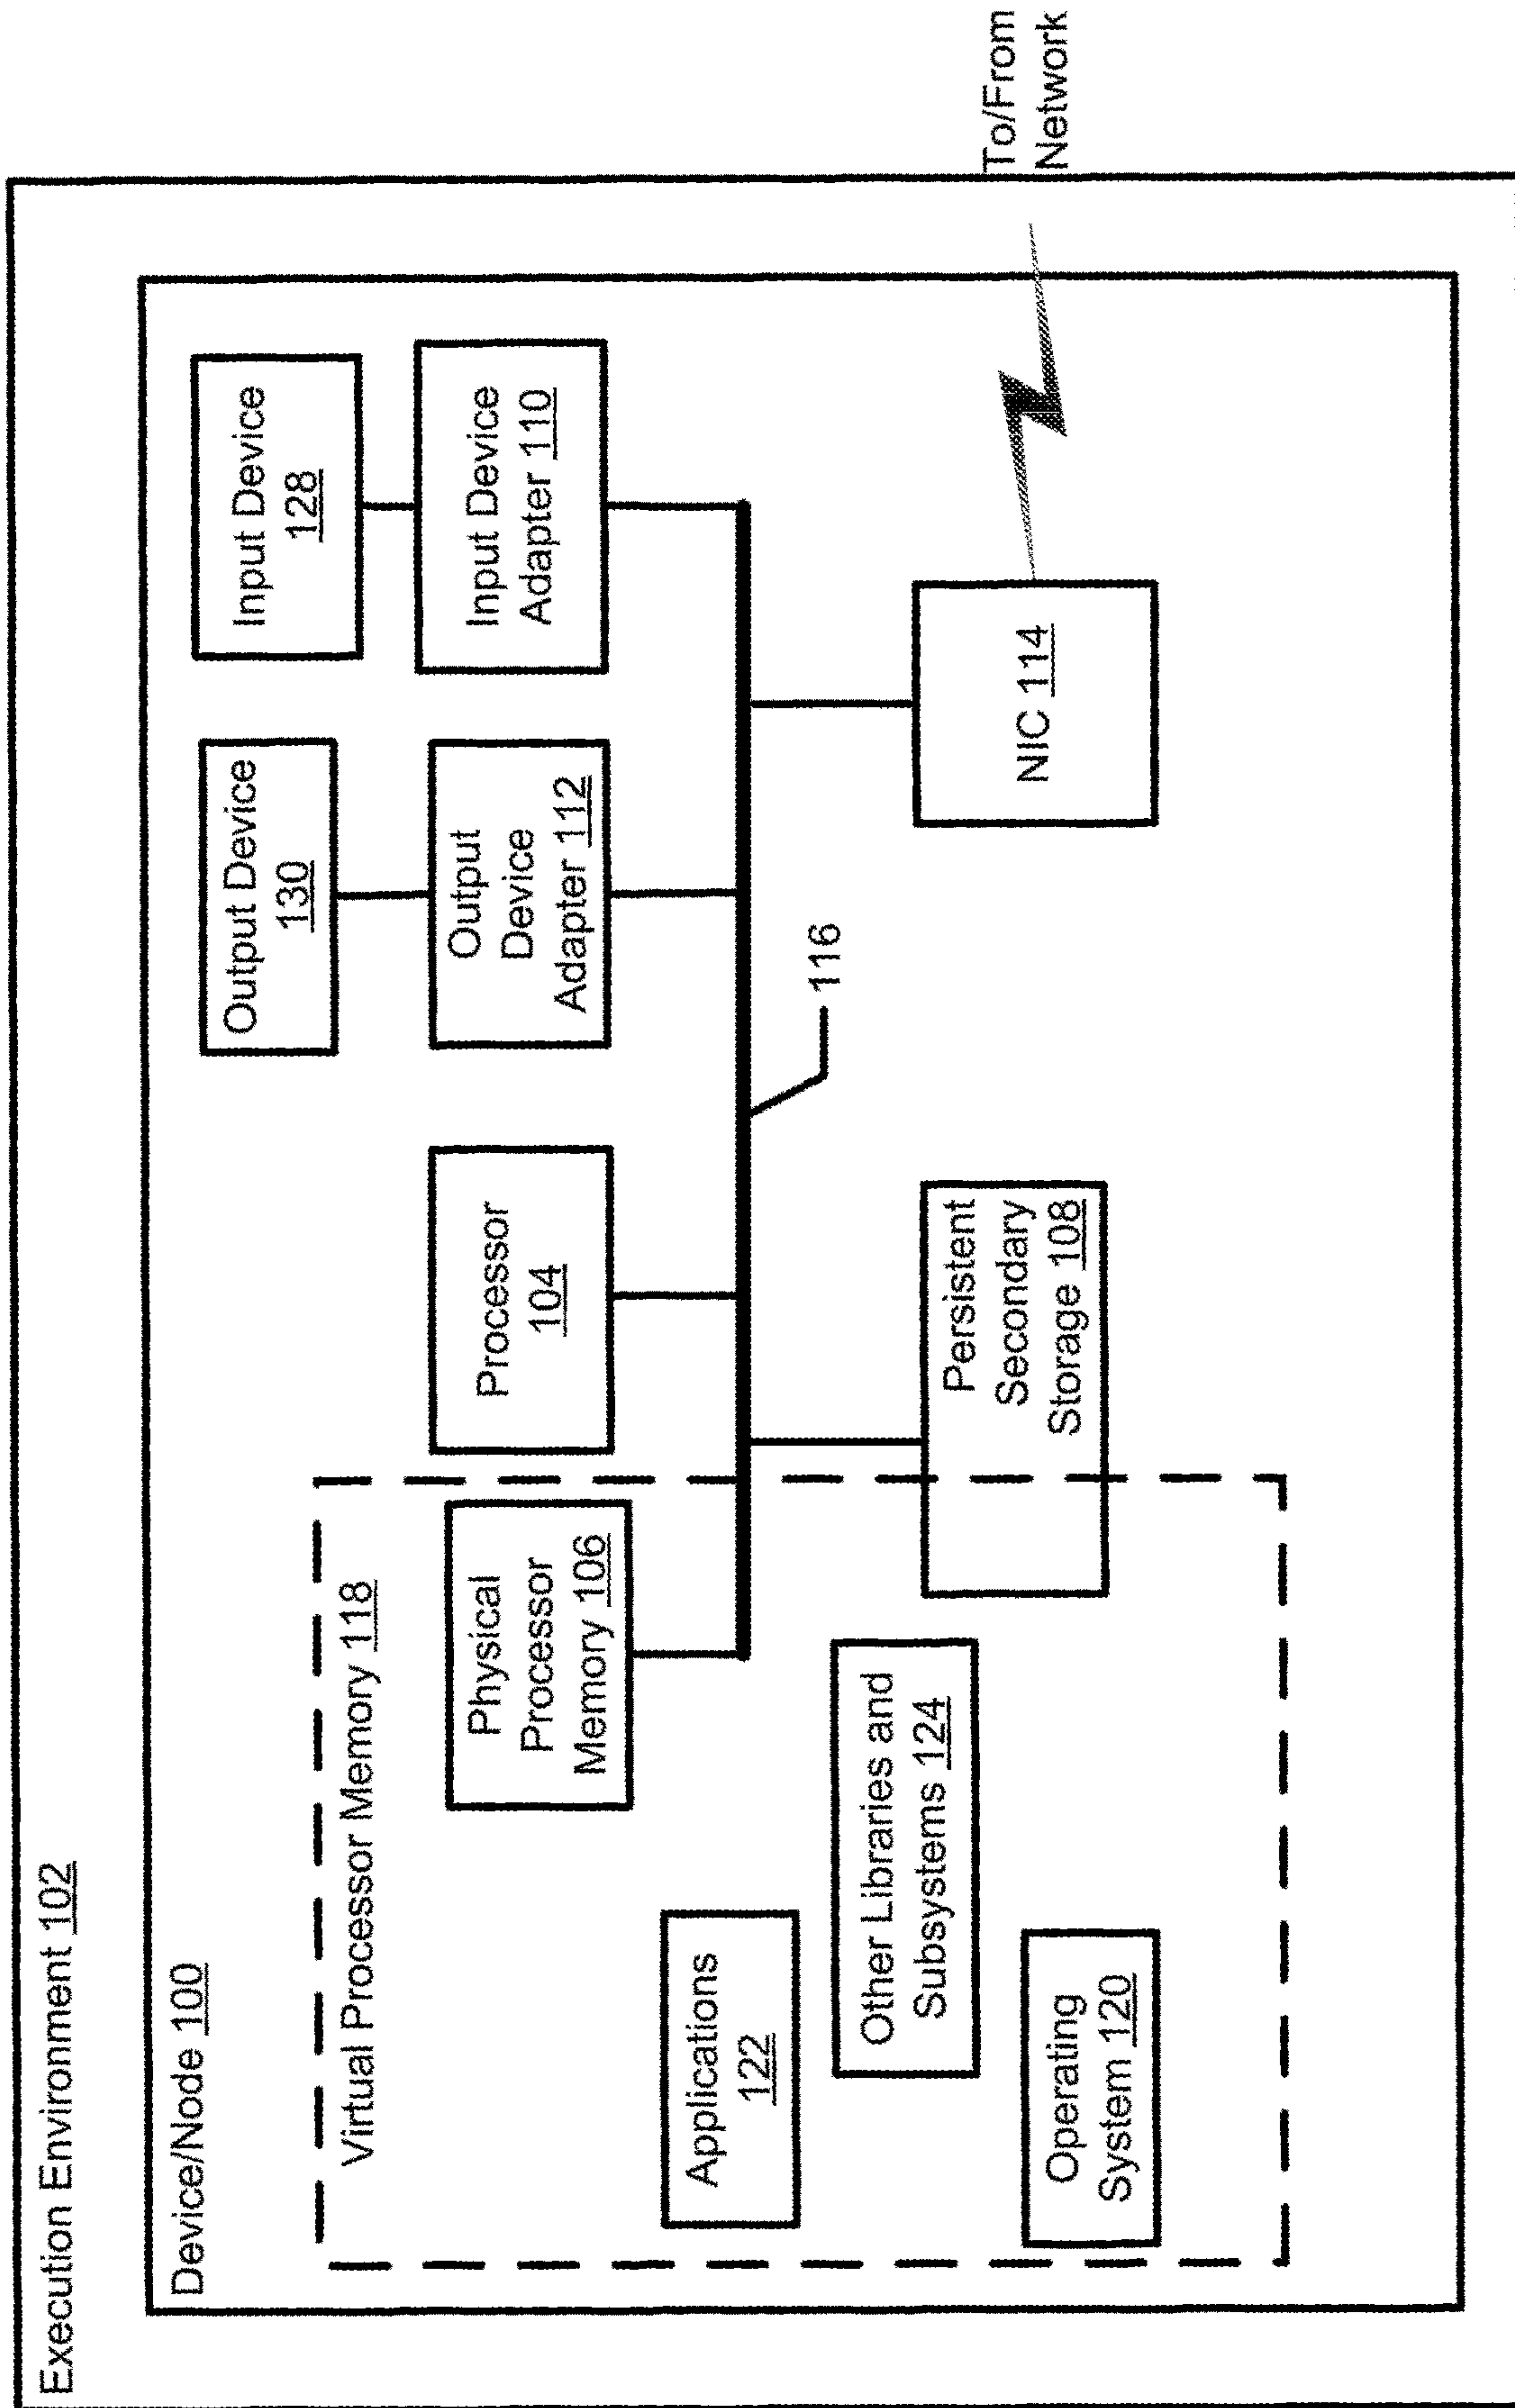 Execution Environment 102
Device/Node 100
Virtual Processor Memory 118
Physical
Processor
Memory 106
Processor
104
Output Device
130
Output
Device
Adapter 112
Input Device
128
Input Device
Adapter 110
Applications
122
Other Libraries and
Subsystems 124
Operating
System 120
Persistent
Secondary
Storage 108
116
NIC 114
To/From
Network